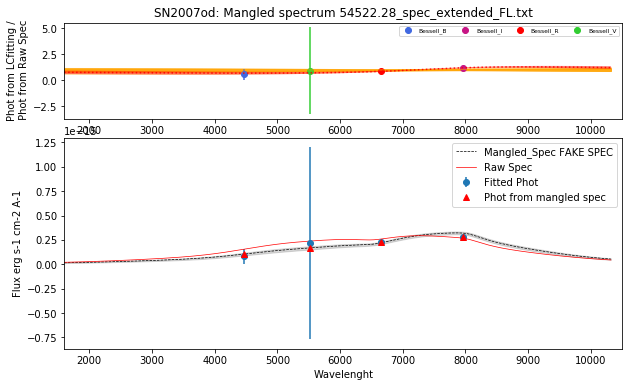 SN2007od: Mangled spectrum 54522.28_spec_extended_FL.txt
Phot from LCfitting /
Phot from Raw Spec
5.0
2.5
0.0
−2.5
Bessell_B
Bessell_I
Bessell_R
Bessell_V
2000 3000 4000 5000 6000 7000 8000 9000 10000
Flux erg s-1 cm-2 A-1
1.25
1.00
0.75
0.50
0.25
0.00
−0.25
−0.50
−0.75
Mangled_Spec FAKE SPEC
Raw Spec
Fitted Phot
Phot from mangled spec
2000 3000 4000 5000 6000 7000 8000 9000 10000
Wavelenght